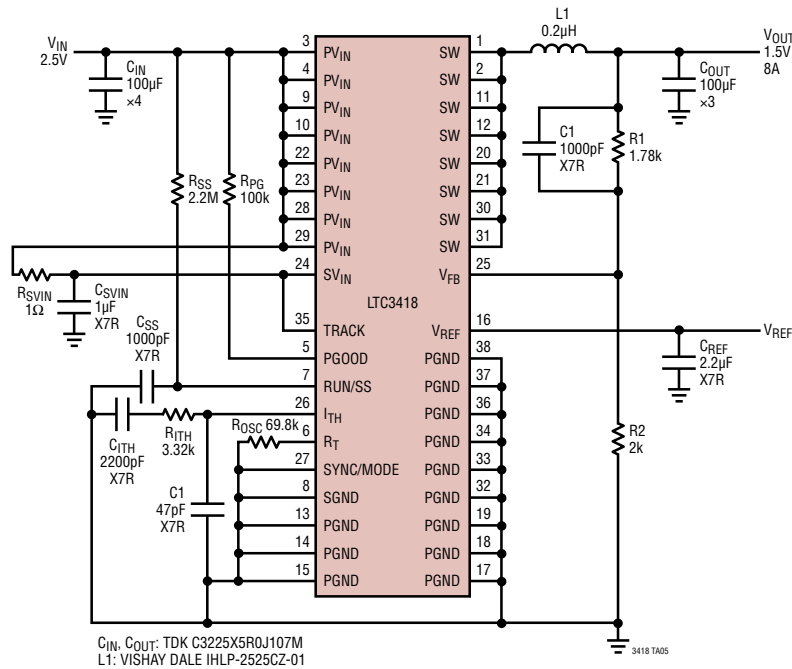 L1
0.2µH
VIN
2.5V
CIN
100µF
×4
RSS
2.2M
RPG
100k
RSVIN
1Ω
CSVIN
1µF
X7R
CSS
1000pF
X7R
CITH
2200pF
X7R
RITH
3.32k
C1
47pF
X7R
ROSC 69.8k
3 PVIN
4 PVIN
9 PVIN
10 PVIN
22 PVIN
23 PVIN
28 PVIN
29 PVIN
24 SVIN
35 TRACK
5 PGOOD
7 RUN/SS
26 ITH
6 RT
27 SYNC/MODE
8 SGND
13 PGND
14 PGND
15 PGND
LTC3418
SW 1
SW 2
SW 11
SW 12
SW 20
SW 21
SW 30
SW 31
VFB 25
VREF 16
PGND 38
PGND 37
PGND 36
PGND 34
PGND 33
PGND 32
PGND 19
PGND 18
PGND 17
C1
1000pF
X7R
R1
1.78k
COUT
100µF
×3
VOUT
1.5V
8A
VREF
CREF
2.2µF
X7R
R2
2k
3418 TA05
CIN, COUT: TDK C3225X5R0J107M
L1: VISHAY DALE IHLP-2525CZ-01